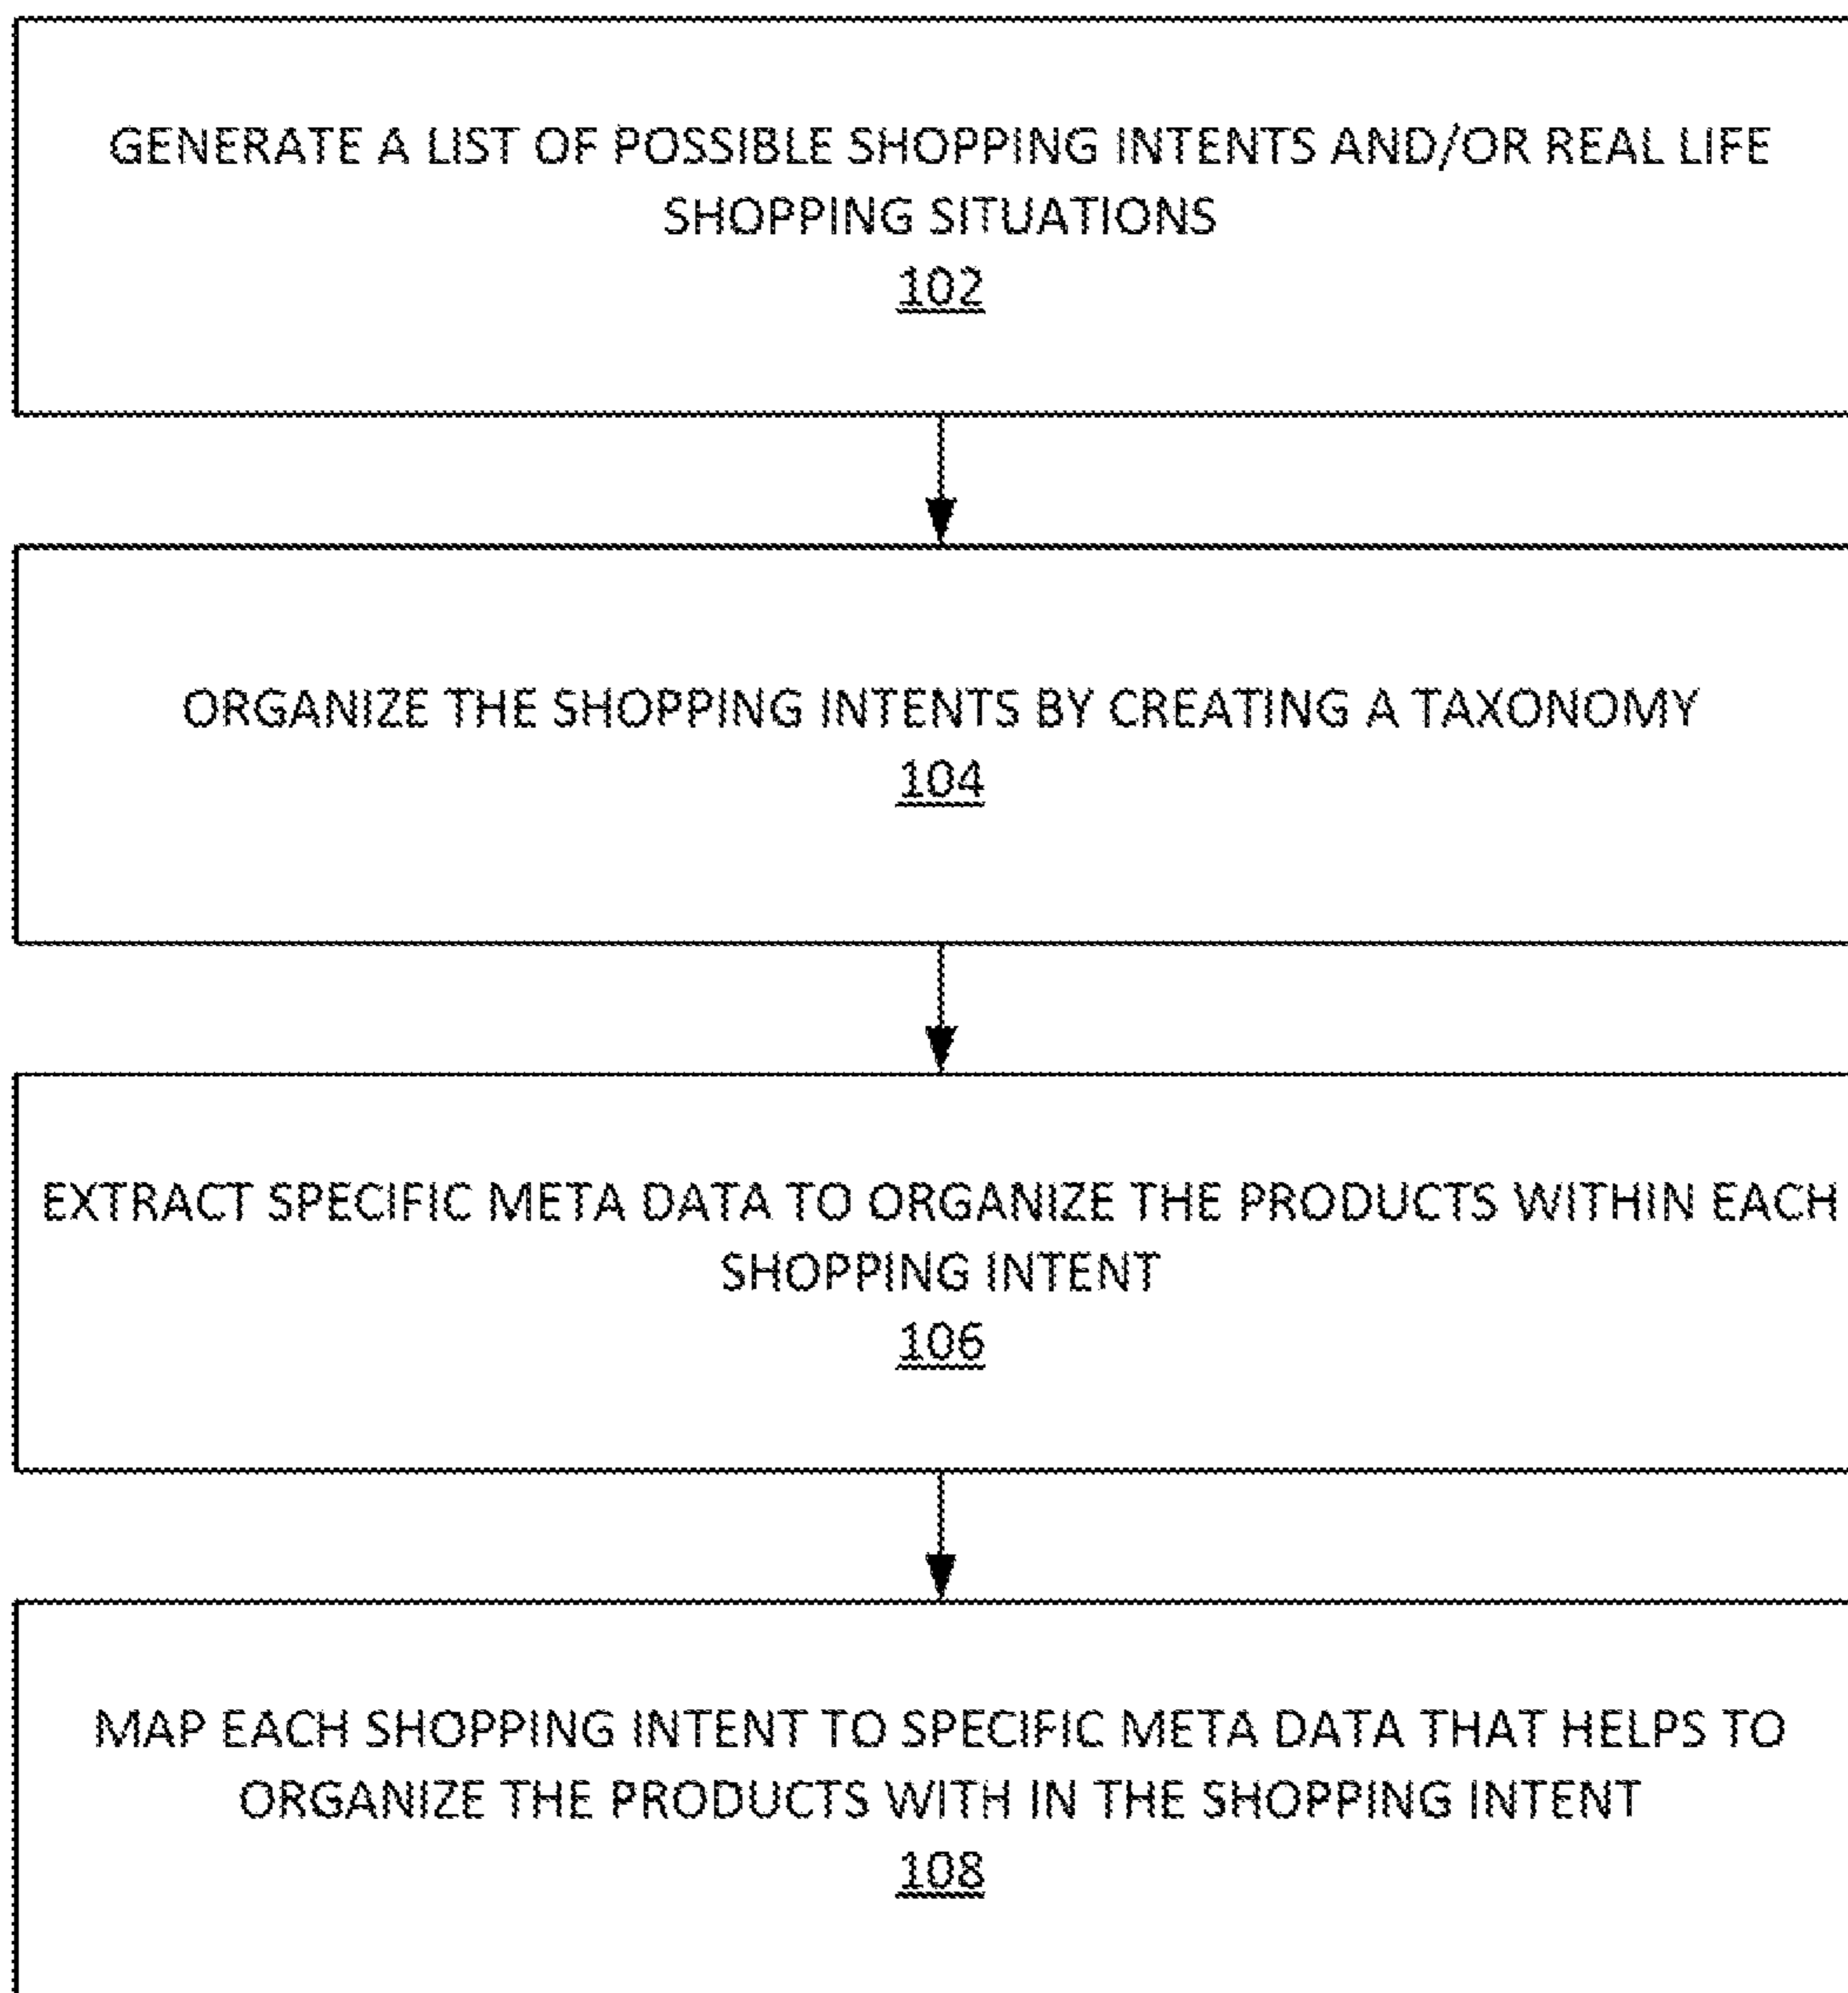 GENERATE A LIST OF POSSIBLE SHOPPING INTENTS AND/OR REAL LIFE
SHOPPING SITUATIONS
102
ORGANIZE THE SHOPPING INTENTS BY CREATING A TAXONOMY
104
EXTRACT SPECIFIC META DATA TO ORGANIZE THE PRODUCTS WITHIN EACH
SHOPPING INTENT
106
MAP EACH SHOPPING INTENT TO SPECIFIC META DATA THAT HELPS TO
ORGANIZE THE PRODUCTS WITH IN THE SHOPPING INTENT
108